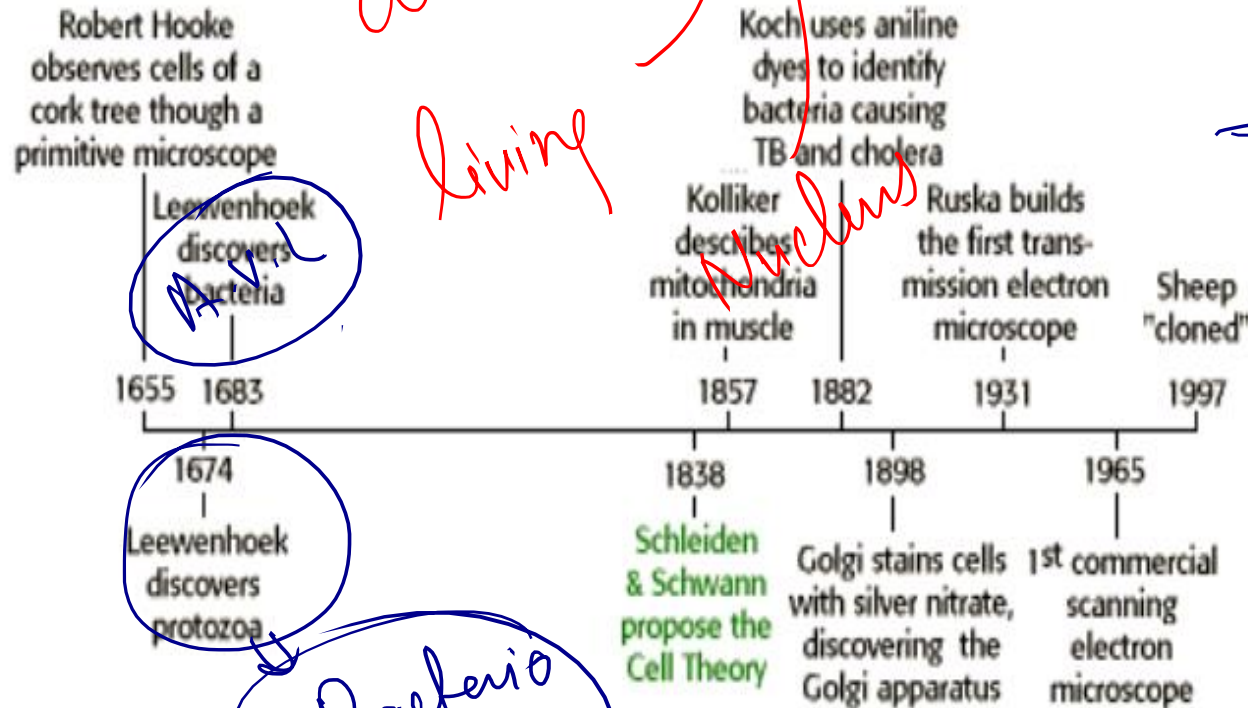 Robert Hooke
observes cells of a
cork tree though a
primitive microscope
Leewenhoek
discovers
bacteria
A.V.L
living
Koch uses aniline
dyes to identify
bacteria causing
TB and cholera
Kolliker
describes
mitochondria
in muscle
Nucleus
Ruska builds
the first trans-
mission electron
microscope
Sheep
"cloned"
1655 1683 1857 1882 1931 1997
1674 1838 1898 1965
Leewenhoek
discovers
protozoa
Schleiden
& Schwann
propose the
Cell Theory
Golgi stains cells
with silver nitrate,
discovering the
Golgi apparatus
1st commercial
scanning
electron
microscope